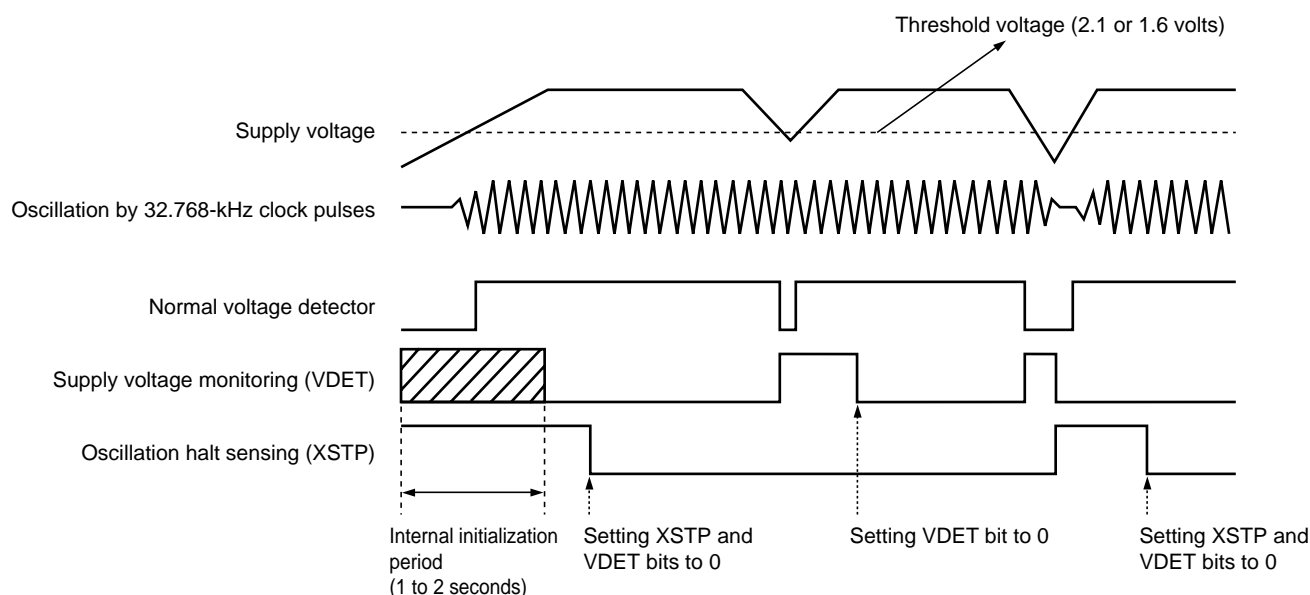 Threshold voltage (2.1 or 1.6 volts)
Supply voltage
Oscillation by 32.768-kHz clock pulses
Normal voltage detector
Supply voltage monitoring (VDET)
Oscillation halt sensing (XSTP)
Internal initialization
period
(1 to 2 seconds)
Setting XSTP and
VDET bits to 0
Setting VDET bit to 0
Setting XSTP and
VDET bits to 0